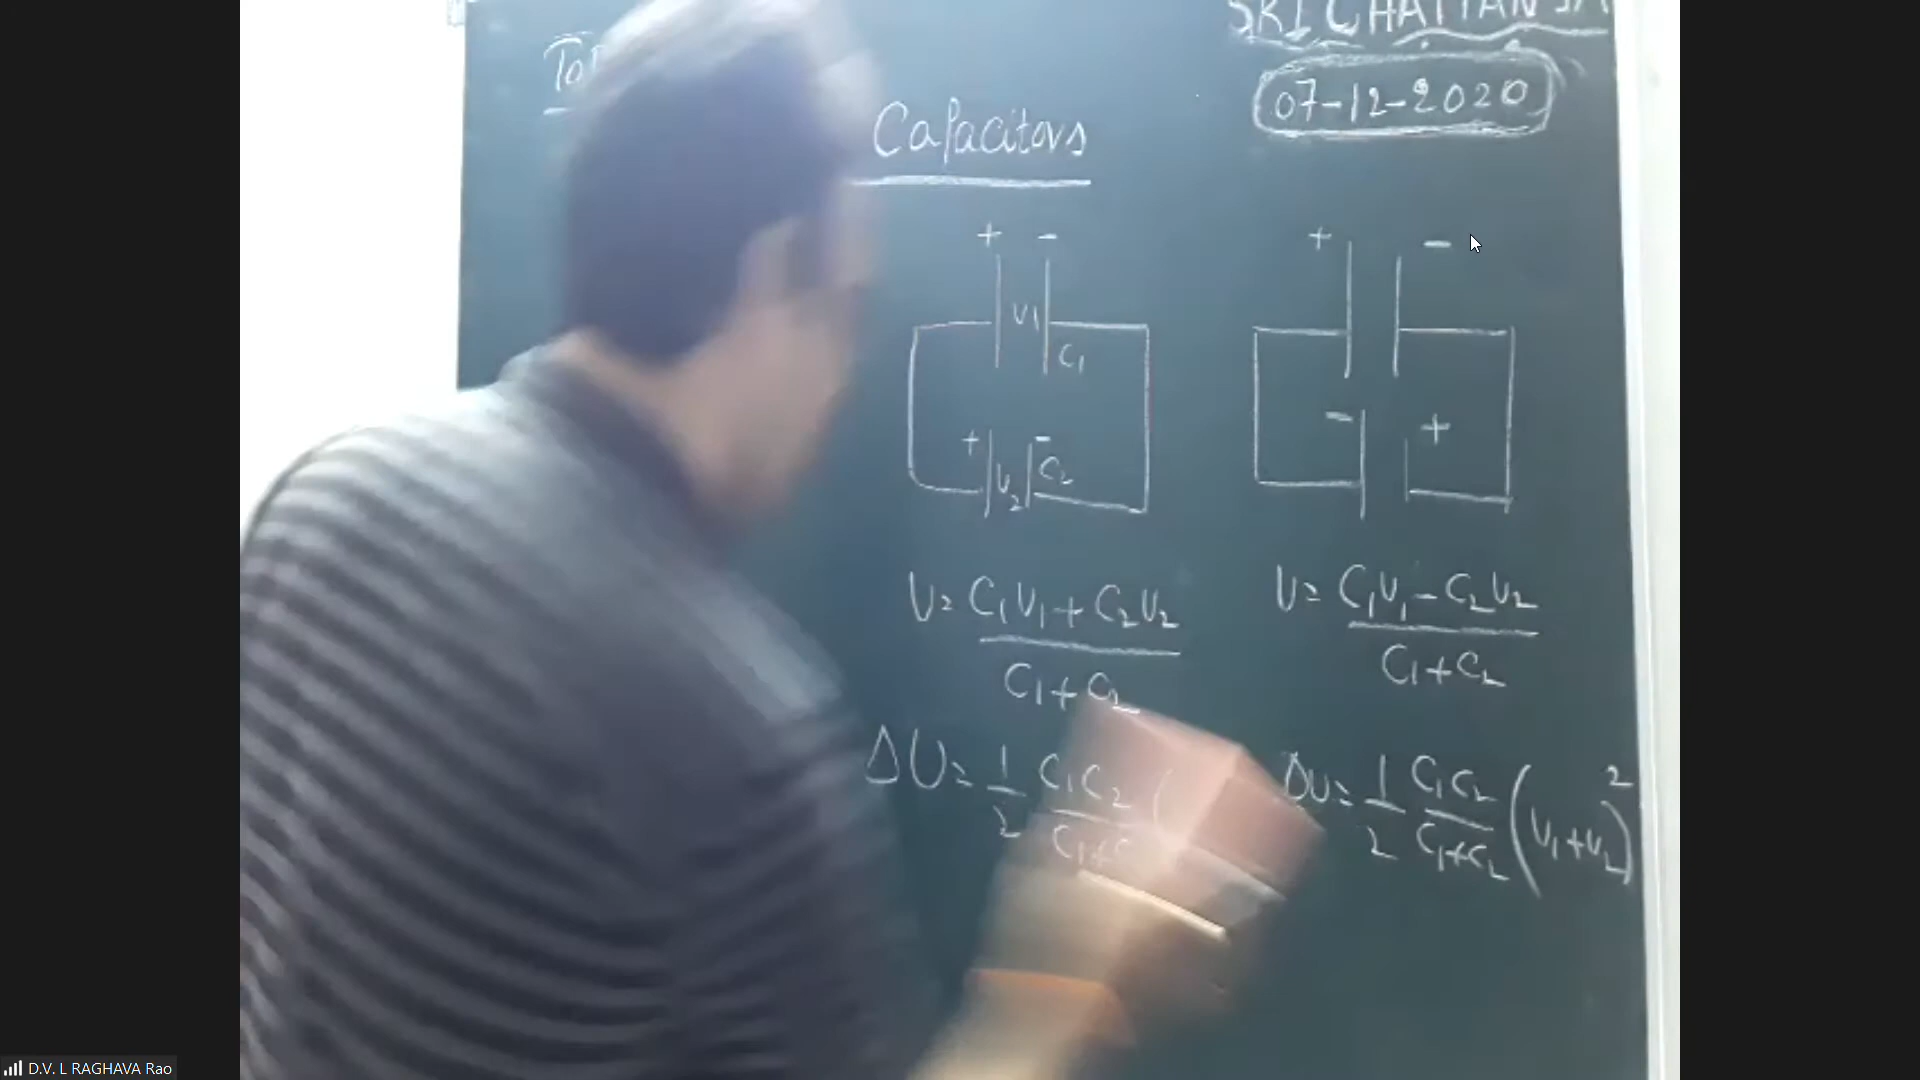 SRI CHAITANYA
07-12-2020
Capacitors
+ -
+ -
V1
C1
+ -
V2 C2
- +
V = C1V1 + C2V2
C1 + C2
V = C1V1 - C2V2
C1 + C2
ΔU = 1 C1C2 (
2 C1+C
ΔU = 1 C1C2 (V1+V2)2
2 C1+C2
D.V. L RAGHAVA Rao